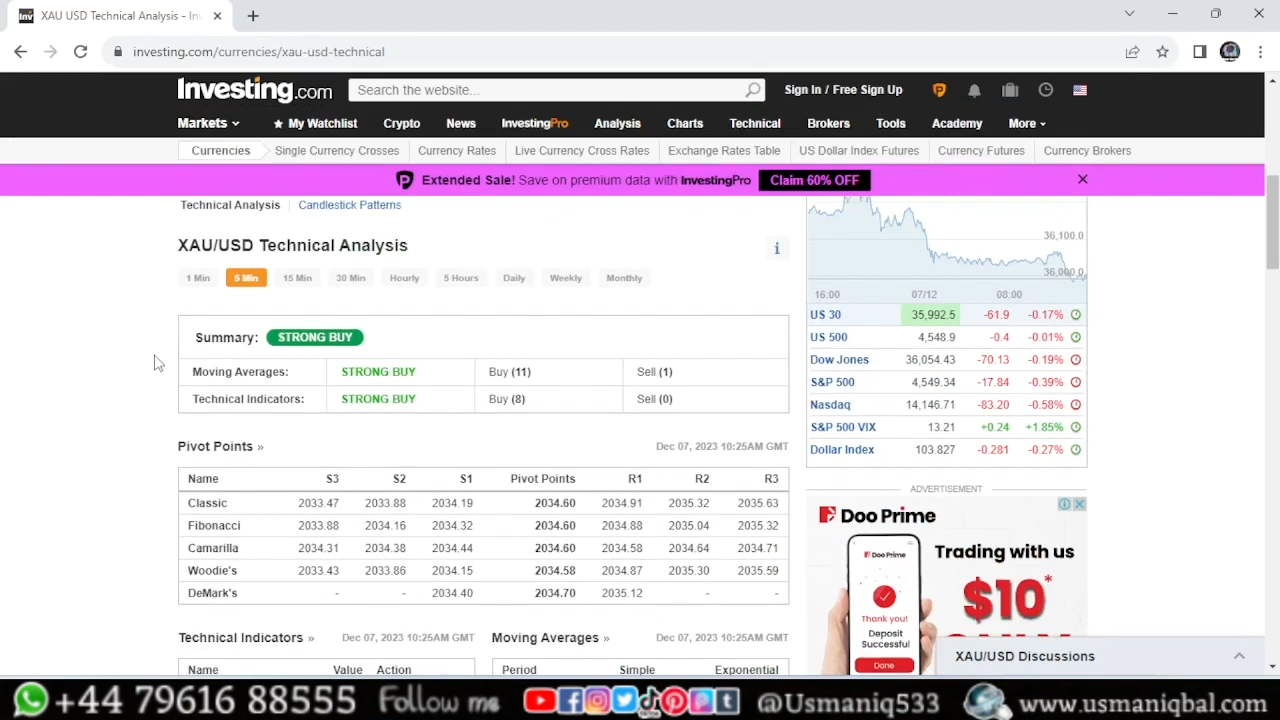 XAU USD Technical Analysis - In
investing.com/currencies/xau-usd-technical
Investing.com
Search the website...
Sign In / Free Sign Up
Markets
My Watchlist
Crypto
News
InvestingPro
Analysis
Charts
Technical
Brokers
Tools
Academy
More
Currencies
Single Currency Crosses
Currency Rates
Live Currency Cross Rates
Exchange Rates Table
US Dollar Index Futures
Currency Futures
Currency Brokers
Extended Sale! Save on premium data with InvestingPro
Claim 60% OFF
Technical Analysis
Candlestick Patterns
XAU/USD Technical Analysis
1 Min 5 Min 15 Min 30 Min Hourly 5 Hours Daily Weekly Monthly
Summary: STRONG BUY
Moving Averages: STRONG BUY Buy (11) Sell (1)
Technical Indicators: STRONG BUY Buy (8) Sell (0)
Pivot Points » Dec 07, 2023 10:25AM GMT
Name S3 S2 S1 Pivot Points R1 R2 R3
Classic 2033.47 2033.88 2034.19 2034.60 2034.91 2035.32 2035.63
Fibonacci 2033.88 2034.16 2034.32 2034.60 2034.88 2035.04 2035.32
Camarilla 2034.31 2034.38 2034.44 2034.60 2034.58 2034.64 2034.71
Woodie's 2033.43 2033.86 2034.15 2034.58 2034.87 2035.30 2035.59
DeMark's - - 2034.40 2034.70 2035.12 - -
Technical Indicators » Dec 07, 2023 10:25AM GMT
Name Value Action
Moving Averages » Dec 07, 2023 10:25AM GMT
Period Simple Exponential
36,100.0
36,000.0
16:00 07/12 08:00
US 30 35,992.5 -61.9 -0.17%
US 500 4,548.9 -0.4 -0.01%
Dow Jones 36,054.43 -70.13 -0.19%
S&P 500 4,549.34 -17.84 -0.39%
Nasdaq 14,146.71 -83.20 -0.58%
S&P 500 VIX 13.21 +0.24 +1.85%
Dollar Index 103.827 -0.281 -0.27%
ADVERTISEMENT
Doo Prime
Doo Prime
Thank you!
Deposit
Successful
Done
Trading with us
$10*
XAU/USD Discussions
+44 79616 88555 Follow me @Usmaniq533 www.usmaniqbal.com